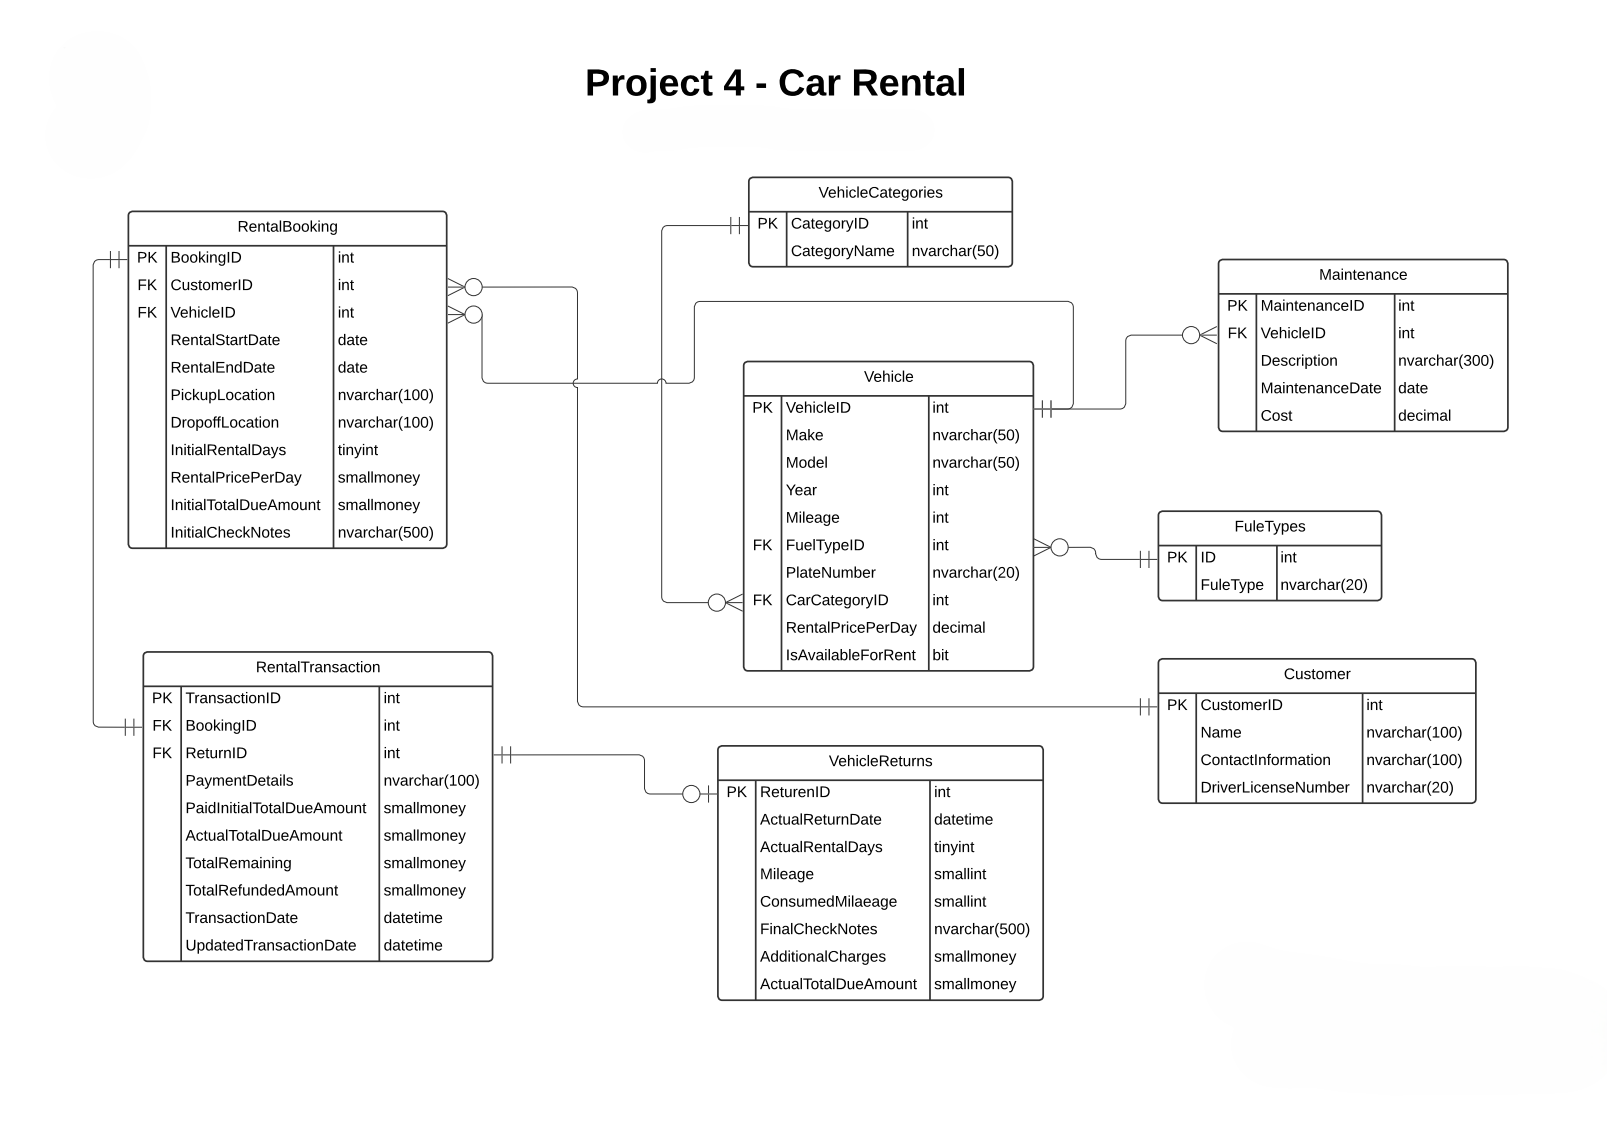 Project 4 - Car Rental
RentalBooking
PK BookingID int
FK CustomerID int
FK VehicleID int
RentalStartDate date
RentalEndDate date
PickupLocation nvarchar(100)
DropoffLocation nvarchar(100)
InitialRentalDays tinyint
RentalPricePerDay smallmoney
InitialTotalDueAmount smallmoney
InitialCheckNotes nvarchar(500)
VehicleCategories
PK CategoryID int
CategoryName nvarchar(50)
Maintenance
PK MaintenanceID int
FK VehicleID int
Description nvarchar(300)
MaintenanceDate date
Cost decimal
Vehicle
PK VehicleID int
Make nvarchar(50)
Model nvarchar(50)
Year int
Mileage int
FK FuelTypeID int
PlateNumber nvarchar(20)
FK CarCategoryID int
RentalPricePerDay decimal
IsAvailableForRent bit
FuleTypes
PK ID int
FuleType nvarchar(20)
RentalTransaction
PK TransactionID int
FK BookingID int
FK ReturnID int
PaymentDetails nvarchar(100)
PaidInitialTotalDueAmount smallmoney
ActualTotalDueAmount smallmoney
TotalRemaining smallmoney
TotalRefundedAmount smallmoney
TransactionDate datetime
UpdatedTransactionDate datetime
Customer
PK CustomerID int
Name nvarchar(100)
ContactInformation nvarchar(100)
DriverLicenseNumber nvarchar(20)
VehicleReturns
PK ReturenID int
ActualReturnDate datetime
ActualRentalDays tinyint
Mileage smallint
ConsumedMilaeage smallint
FinalCheckNotes nvarchar(500)
AdditionalCharges smallmoney
ActualTotalDueAmount smallmoney